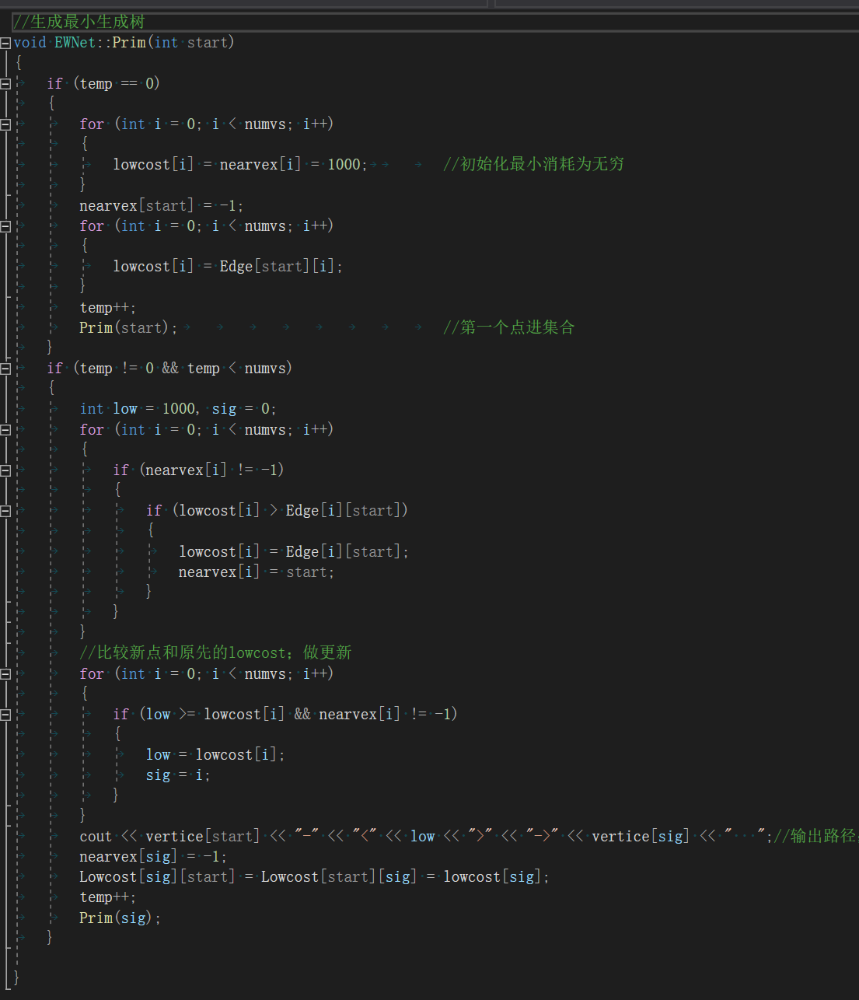 //生成最小生成树
void EWNet::Prim(int start)
{
if (temp == 0)
{
for (int i = 0; i < numvs; i++)
{
lowcost[i] = nearvex[i] = 1000; //初始化最小消耗为无穷
}
nearvex[start] = -1;
for (int i = 0; i < numvs; i++)
{
lowcost[i] = Edge[start][i];
}
temp++;
Prim(start); //第一个点进集合
}
if (temp != 0 && temp < numvs)
{
int low = 1000, sig = 0;
for (int i = 0; i < numvs; i++)
{
if (nearvex[i] != -1)
{
if (lowcost[i] > Edge[i][start])
{
lowcost[i] = Edge[i][start];
nearvex[i] = start;
}
}
}
//比较新点和原先的lowcost；做更新
for (int i = 0; i < numvs; i++)
{
if (low >= lowcost[i] && nearvex[i] != -1)
{
low = lowcost[i];
sig = i;
}
}
cout << vertice[start] << "-" << "<" << low << ">" << "->" << vertice[sig] << "   ";//输出路径
nearvex[sig] = -1;
Lowcost[sig][start] = Lowcost[start][sig] = lowcost[sig];
temp++;
Prim(sig);
}
}